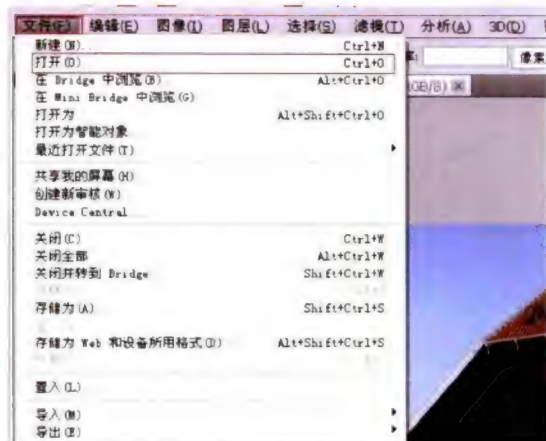 文件(F) 编辑(E) 图像(I) 图层(L) 选择(S) 滤镜(T) 分析(A) 3D(D)
新建(N)... Ctrl+N
打开(O) Ctrl+O
在 Bridge 中浏览(B) Alt+Ctrl+O
在 Mini Bridge 中浏览(G)
打开为 Alt+Shift+Ctrl+O
打开为智能对象
最近打开文件(T)
共享我的屏幕(H)
创建新审核(W)
Device Central
关闭(C) Ctrl+W
关闭全部 Alt+Ctrl+W
关闭并转到 Bridge Shift+Ctrl+W
存储为(A) Shift+Ctrl+S
存储为 Web 和设备所用格式(D) Alt+Shift+Ctrl+S
置入(L)
导入(M)
导出(E)
像素
GB/8)